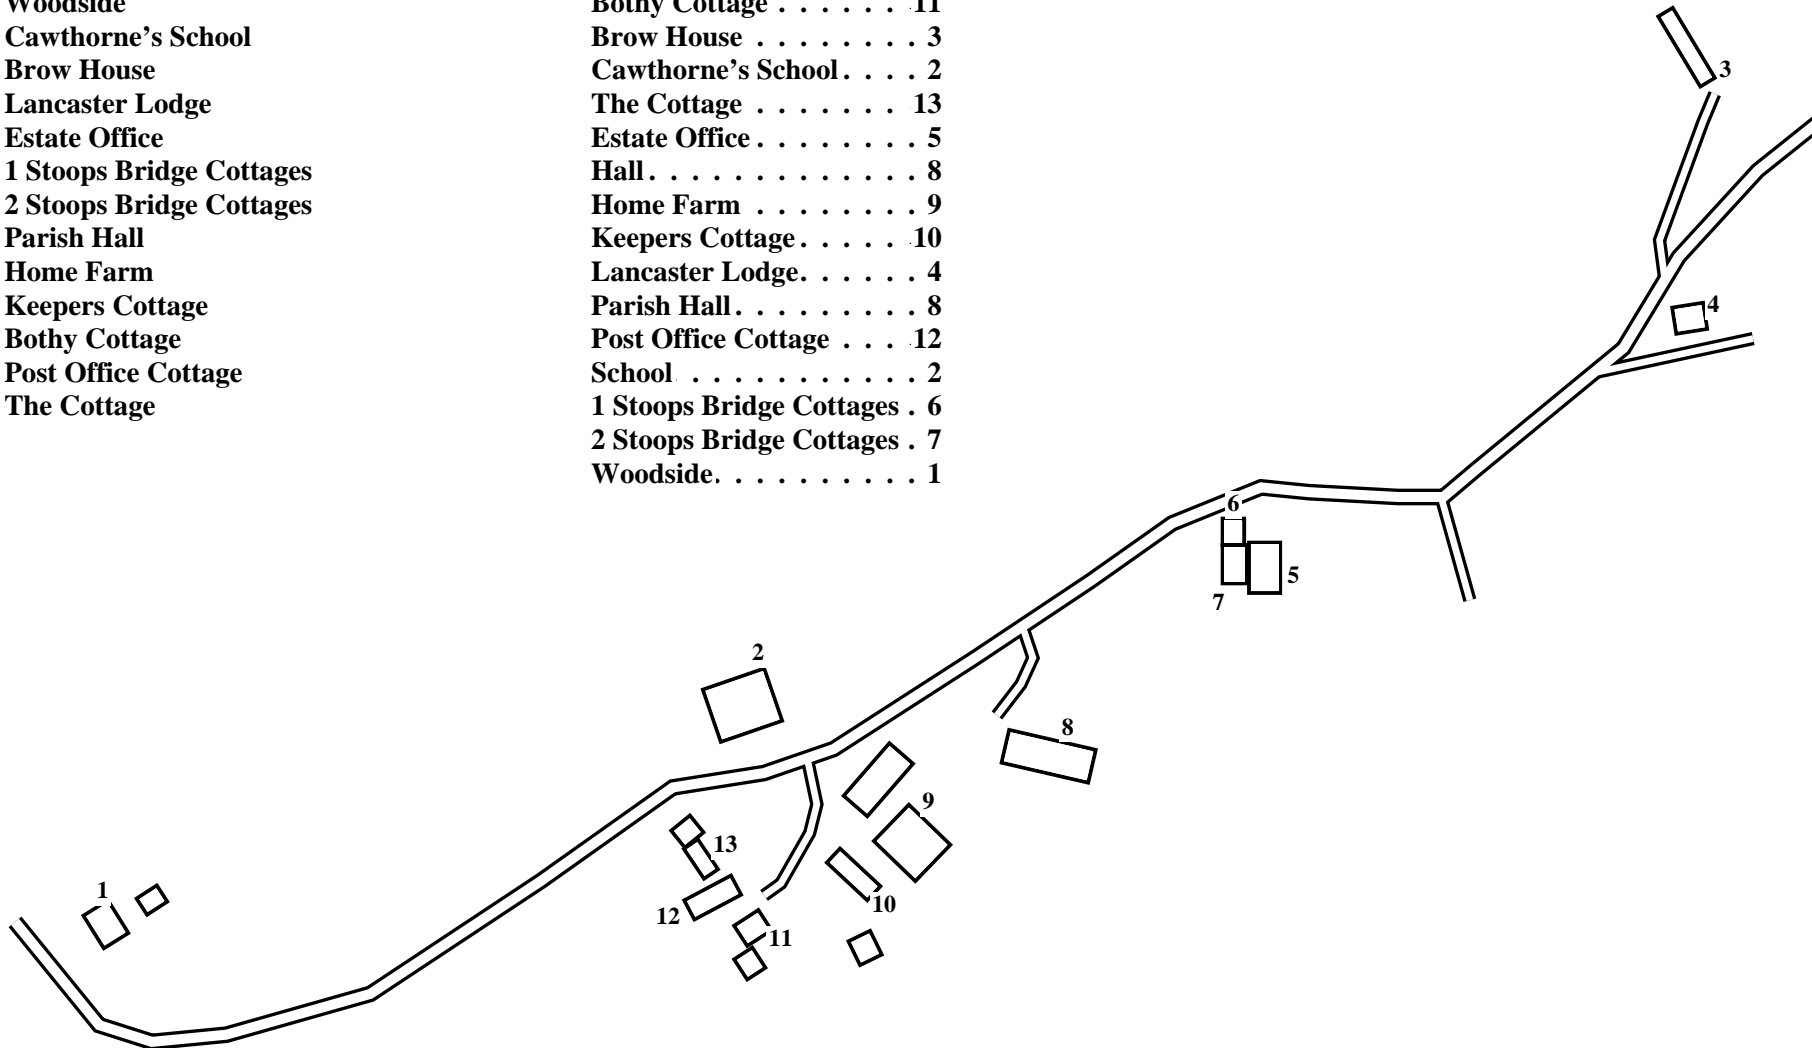 Woodside
Cawthorne’s School
Brow House
Lancaster Lodge
Estate Office
1 Stoops Bridge Cottages
2 Stoops Bridge Cottages
Parish Hall
Home Farm
Keepers Cottage
Bothy Cottage
Post Office Cottage
The Cottage
Bothy Cottage . . . . . . . 11
Brow House . . . . . . . . 3
Cawthorne’s School . . . . 2
The Cottage . . . . . . . 13
Estate Office . . . . . . . . 5
Hall . . . . . . . . . . . . . 8
Home Farm . . . . . . . . 9
Keepers Cottage . . . . . 10
Lancaster Lodge . . . . . . 4
Parish Hall . . . . . . . . . 8
Post Office Cottage . . . 12
School . . . . . . . . . . . 2
1 Stoops Bridge Cottages . 6
2 Stoops Bridge Cottages . 7
Woodside . . . . . . . . . . 1
3
4
6
5
7
2
8
9
13
1
10
12
11